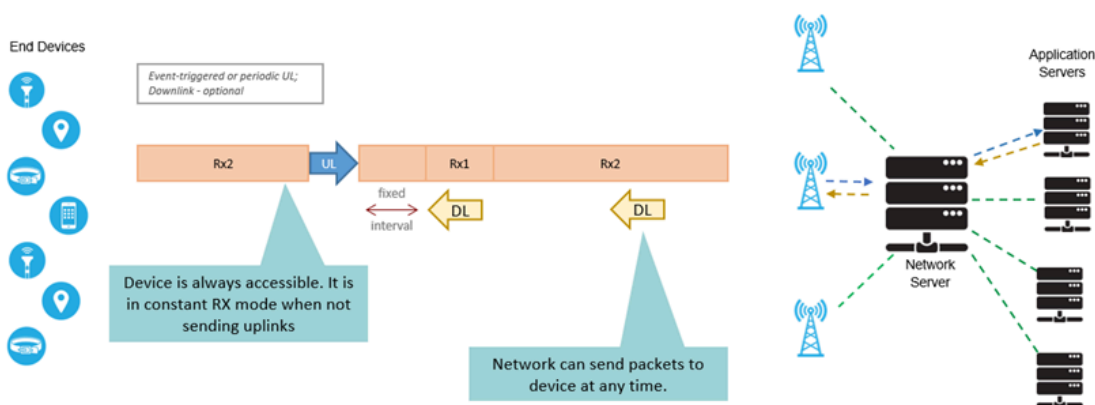 End Devices
Event-triggered or periodic UL;
Downlink - optional
Rx2
UL
Rx1
Rx2
fixed
interval
DL
DL
Device is always accessible. It is
in constant RX mode when not
sending uplinks
Network can send packets to
device at any time.
Network
Server
Application
Servers